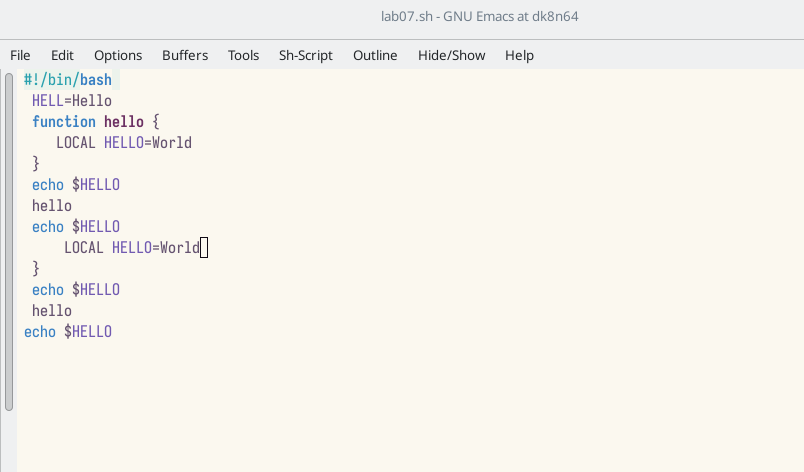 lab07.sh - GNU Emacs at dk8n64
File Edit Options Buffers Tools Sh-Script Outline Hide/Show Help
#!/bin/bash
HELL=Hello
function hello {
LOCAL HELLO=World
}
echo $HELLO
hello
echo $HELLO
LOCAL HELLO=World
}
echo $HELLO
hello
echo $HELLO